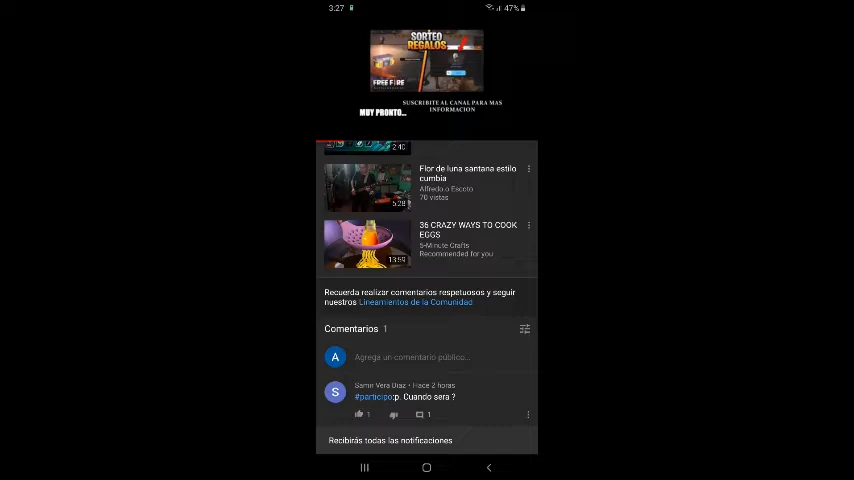 3:27
47%
SORTEO
REGALOS
FREE FIRE
SUSCRIBITE AL CANAL PARA MAS
INFORMACION
MUY PRONTO...
2:40
Flor de luna santana estilo
cumbia
Alfredo o Escoto
70 vistas
5:28
36 CRAZY WAYS TO COOK
EGGS
5-Minute Crafts
Recommended for you
13:59
Recuerda realizar comentarios respetuosos y seguir
nuestros Lineamientos de la Comunidad
Comentarios 1
A
Agrega un comentario público...
S
Samn Vera Diaz • Hace 2 horas
#participo:p. Cuando sera ?
1
1
Recibirás todas las notificaciones